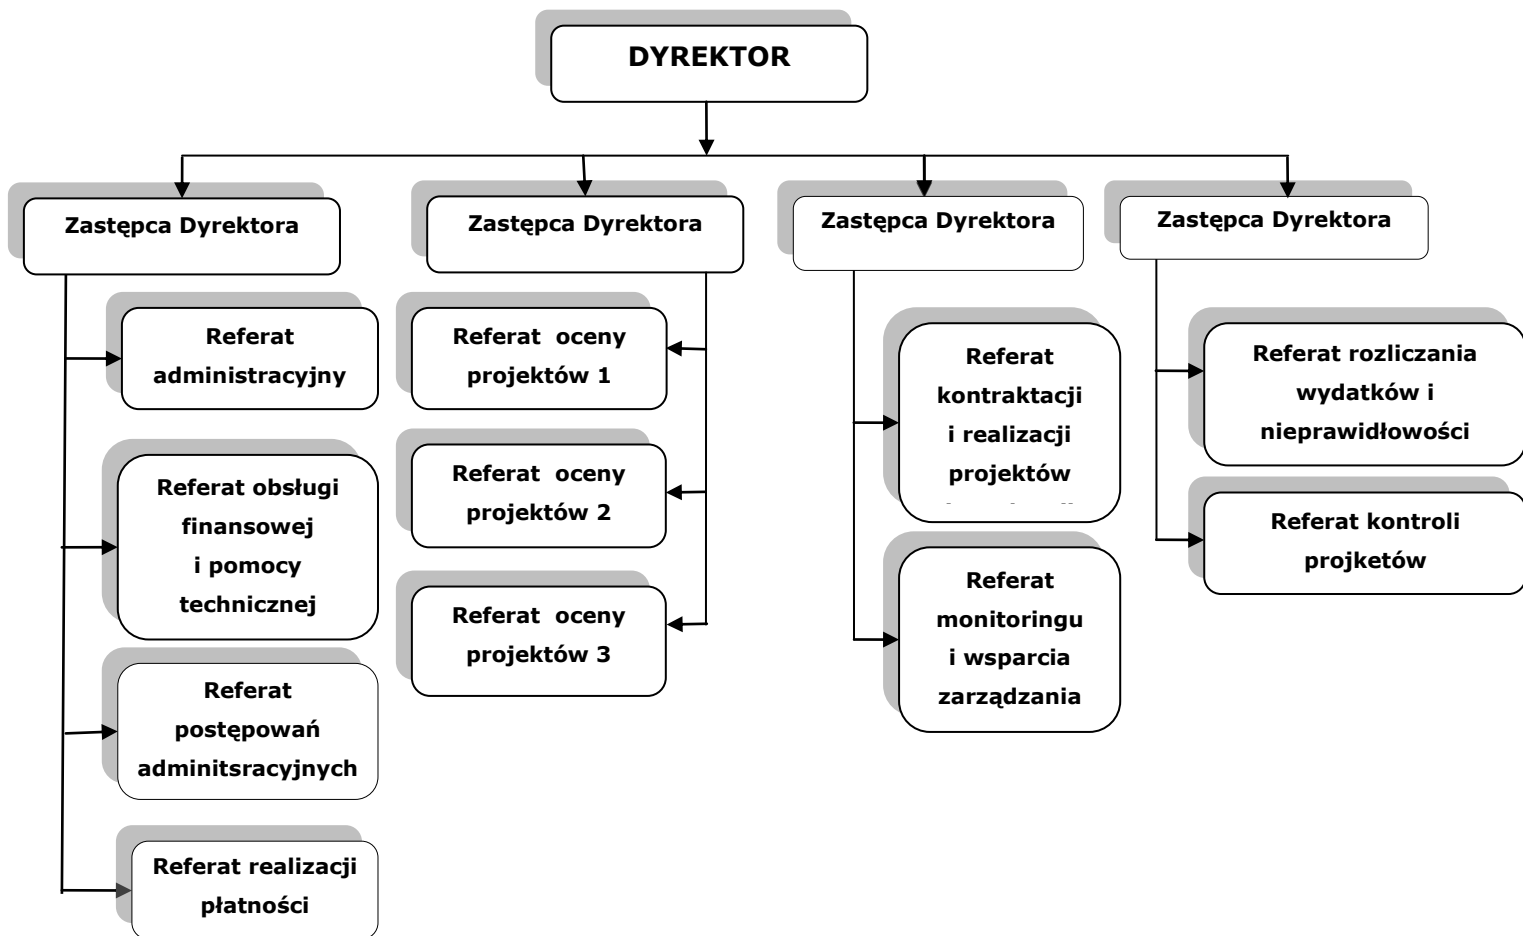 DYREKTOR
Zastępca Dyrektora
Zastępca Dyrektora
Zastępca Dyrektora
Zastępca Dyrektora
Referat
administracyjny
Referat obsługi
finansowej
i pomocy
technicznej
Referat
postępowań
adminitsracyjnych
Referat realizacji
płatności
Referat oceny
projektów 1
Referat oceny
projektów 2
Referat oceny
projektów 3
Referat
kontraktacji
i realizacji
projektów
Referat
monitoringu
i wsparcia
zarządzania
Referat rozliczania
wydatków i
nieprawidłowości
Referat kontroli
projketów